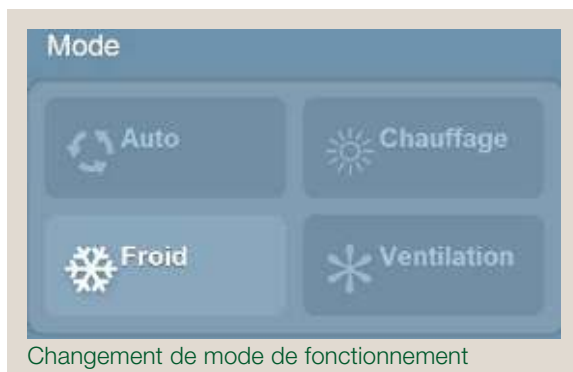 Mode
Auto
Chauffage
Froid
Ventilation
Changement de mode de fonctionnement